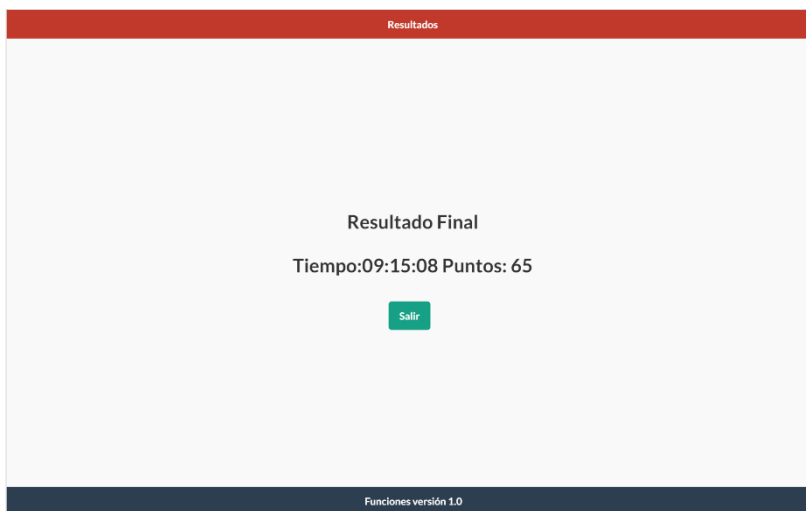 Resultados
Resultado Final
Tiempo:09:15:08 Puntos: 65
Salir
Funciones versión 1.0